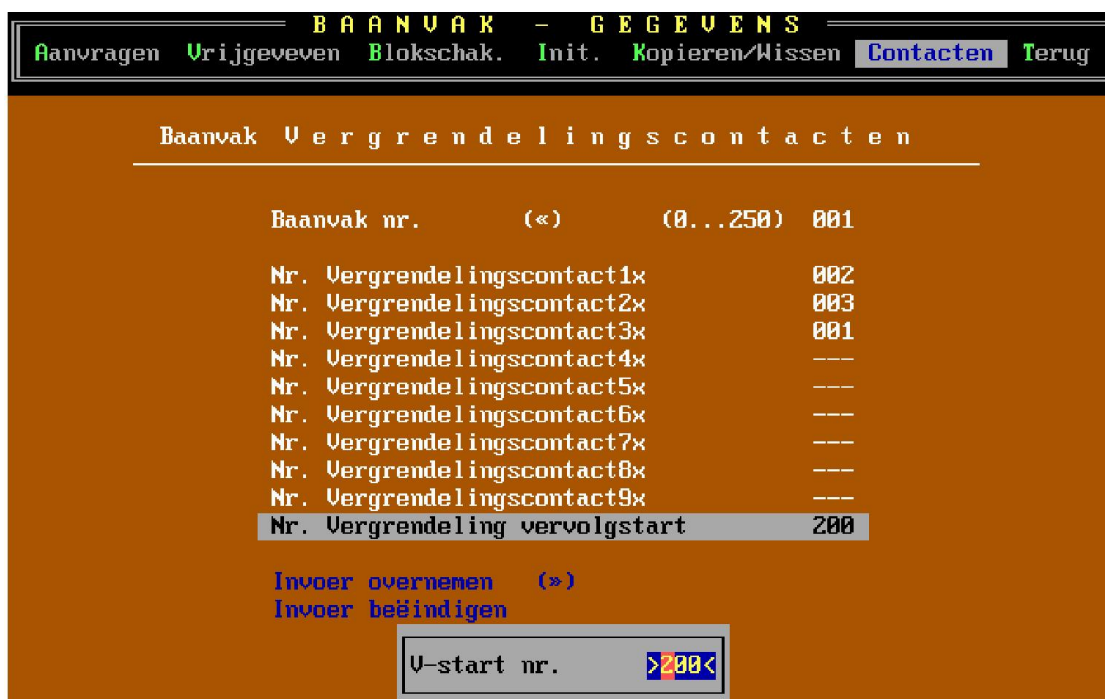 B A A N V A K – G E G E V E N S
Aanvragen Vrijgeveven Blokschak. Init. Kopieren/Wissen Contacten Terug
Baanvak V e r g r e n d e l i n g s c o n t a c t e n
Baanvak nr. («) (0...250) 001
Nr. Vergrendelingscontact1x 002
Nr. Vergrendelingscontact2x 003
Nr. Vergrendelingscontact3x 001
Nr. Vergrendelingscontact4x ---
Nr. Vergrendelingscontact5x ---
Nr. Vergrendelingscontact6x ---
Nr. Vergrendelingscontact7x ---
Nr. Vergrendelingscontact8x ---
Nr. Vergrendelingscontact9x ---
Nr. Vergrendeling vervolgstart 200
Invoer overnemen (»)
Invoer beëindigen
V-start nr. >200<